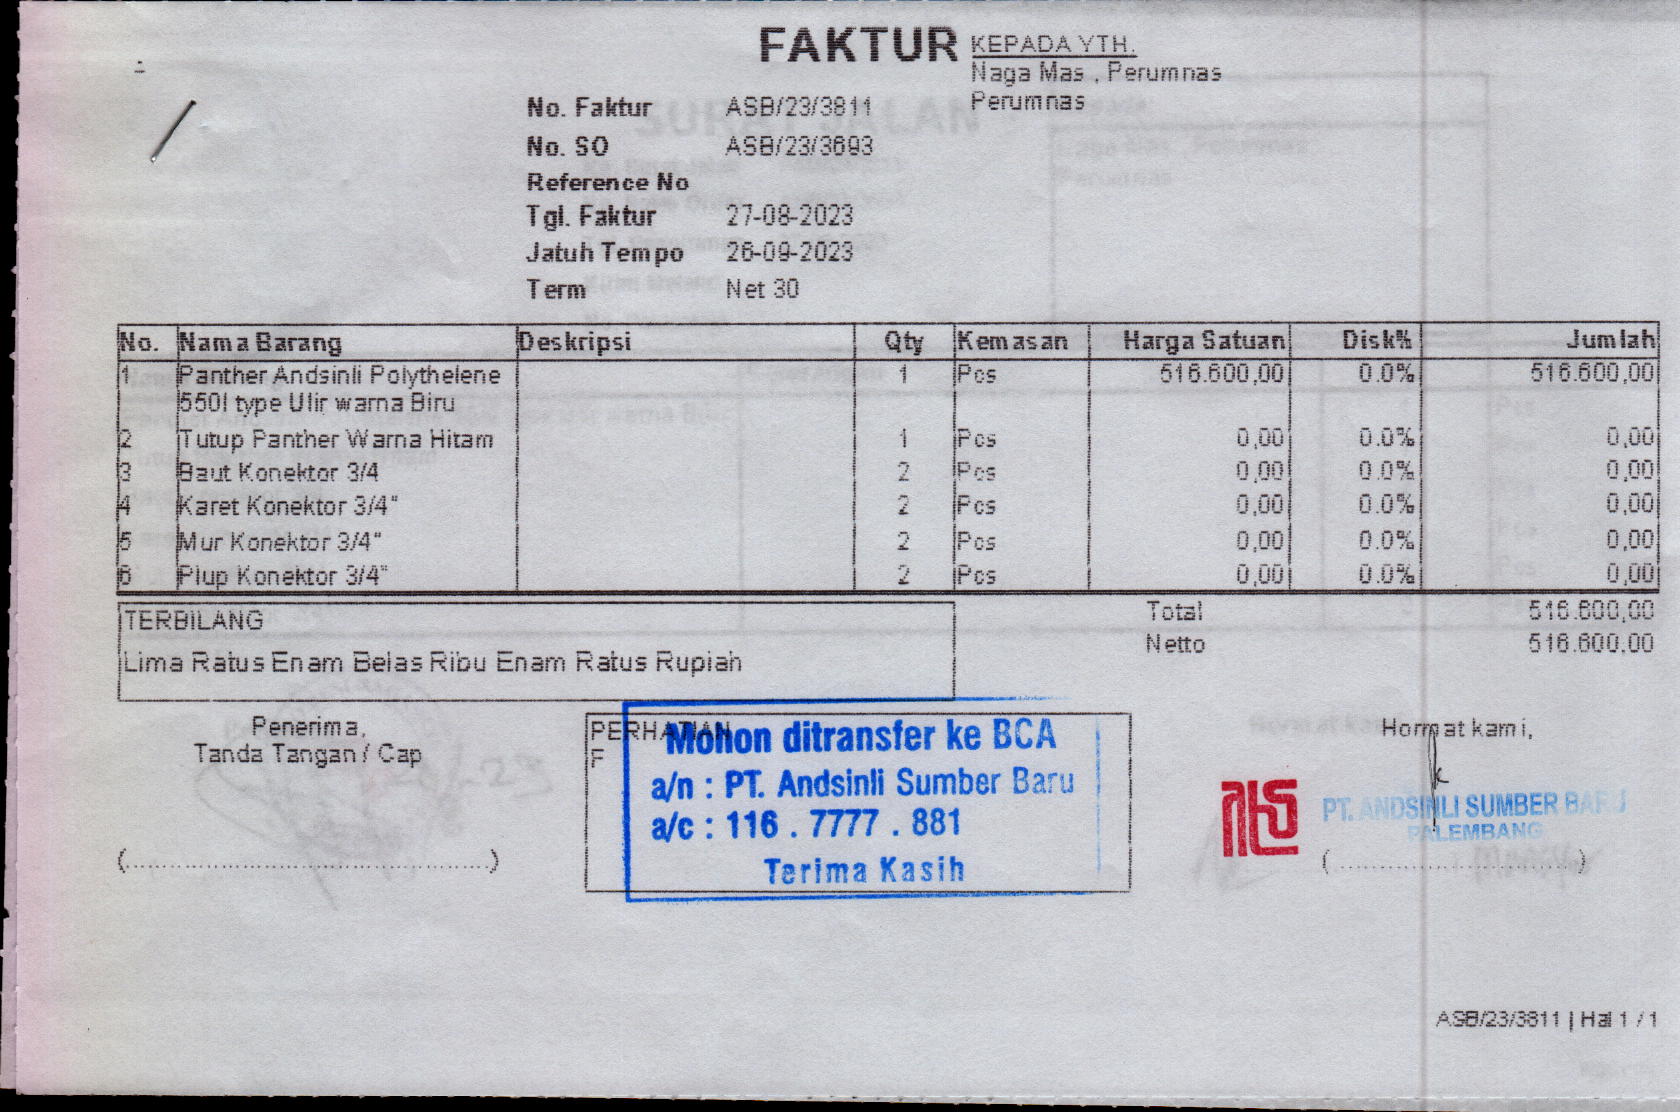 FAKTUR
KEPADA YTH.
Naga Mas , Perumnas
Perumnas
No. Faktur ASB/23/3811
No. SO ASB/23/3693
Reference No
Tgl. Faktur 27-08-2023
Jatuh Tempo 26-09-2023
Term Net 30
No. Nama Barang Deskripsi Qty Kemasan Harga Satuan Disk% Jumlah
1 Panther Andsinli Polythelene 1 Pcs 516.600,00 0.0% 516.600,00
550l type Ulir warna Biru
2 Tutup Panther Warna Hitam 1 Pcs 0,00 0.0% 0,00
3 Baut Konektor 3/4 2 Pcs 0,00 0.0% 0,00
4 Karet Konektor 3/4" 2 Pcs 0,00 0.0% 0,00
5 Mur Konektor 3/4" 2 Pcs 0,00 0.0% 0,00
6 Plup Konektor 3/4" 2 Pcs 0,00 0.0% 0,00
Total 516.600,00
Netto 516.600,00
TERBILANG
Lima Ratus Enam Belas Ribu Enam Ratus Rupiah
Penerima,
Tanda Tangan / Cap
PERHATIAN
F
Mohon ditransfer ke BCA
a/n : PT. Andsinli Sumber Baru
a/c : 116 . 7777 . 881
Terima Kasih
Hormat kami,
PT. ANDSINLI SUMBER BARU
PALEMBANG
(..............................................)
(..............................................)
ASB/23/3811 | Hal 1 / 1